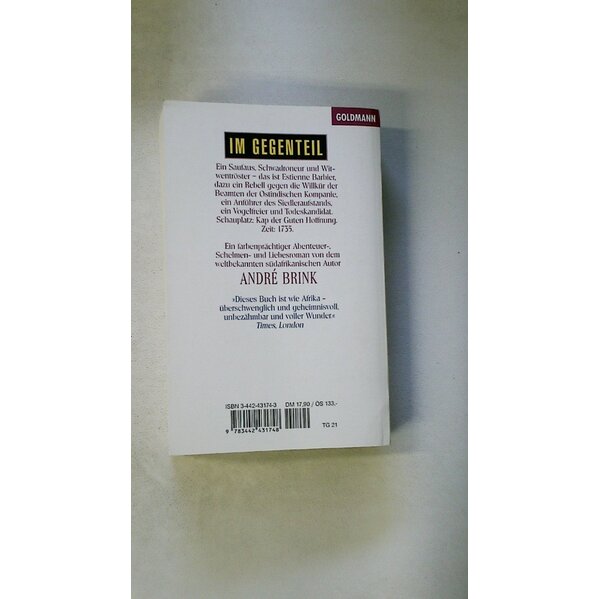 GOLDMANN
IM GEGENTEIL
Ein Saufaus, Schwadroneur und Wit-
wentröster – das ist Estienne Barbier,
dazu ein Rebell gegen die Willkür der
Beamten der Ostindischen Kompanie,
ein Anführer des Siedleraufstands,
ein Vogelfreier und Todeskandidat.
Schauplatz: Kap der Guten Hoffnung.
Zeit: 1735.
Ein farbenprächtiger Abenteuer-,
Schelmen- und Liebesroman von dem
weltbekannten südafrikanischen Autor
ANDRÉ BRINK
»Dieses Buch ist wie Afrika –
überschwenglich und geheimnisvoll,
unbezähmbar und voller Wunder.«
Times, London
ISBN 3-442-43174-3 DM 17,90 / ÖS 133,-
9 783442 431748
TG 21